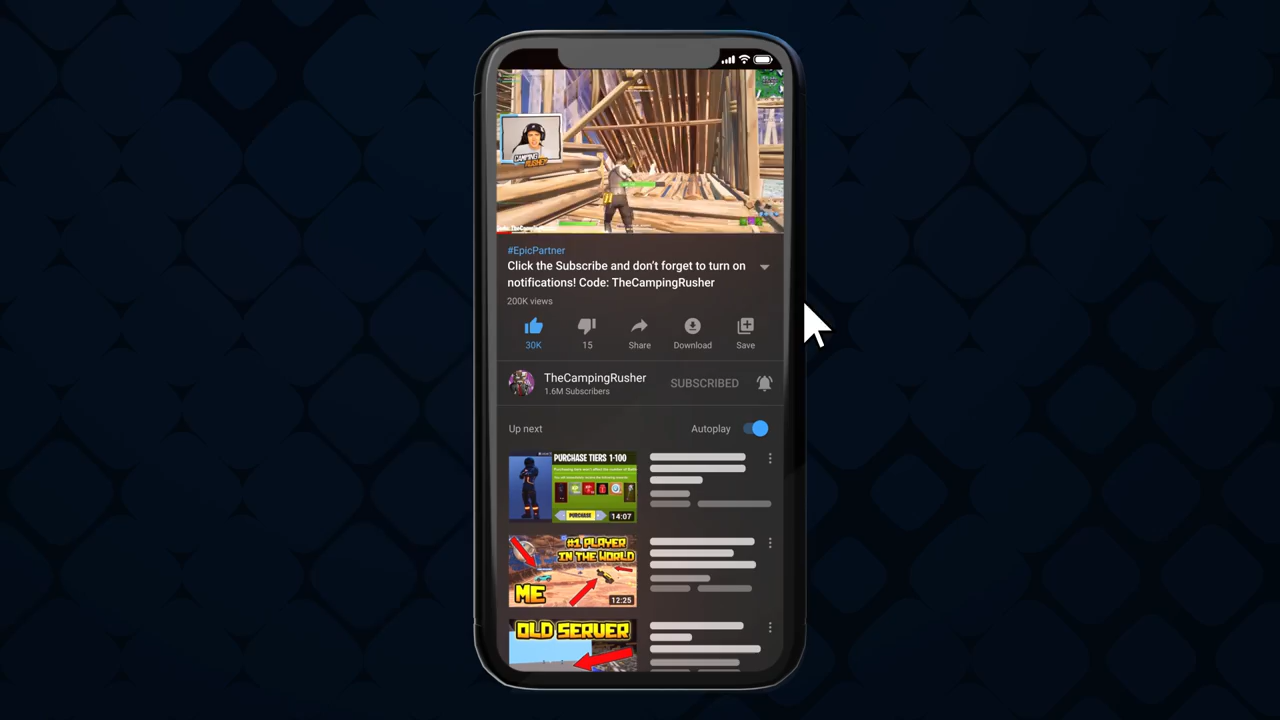 CAMPING
RUSHER
#EpicPartner
Click the Subscribe and don't forget to turn on
notifications! Code: TheCampingRusher
200K views
30K
15
Share
Download
Save
TheCampingRusher
1.6M Subscribers
SUBSCRIBED
Up next
Autoplay
PURCHASE TIERS 1-100
PURCHASE
14:07
#1 PLAYER
IN THE WORLD
ME
12:25
OLD SERVER